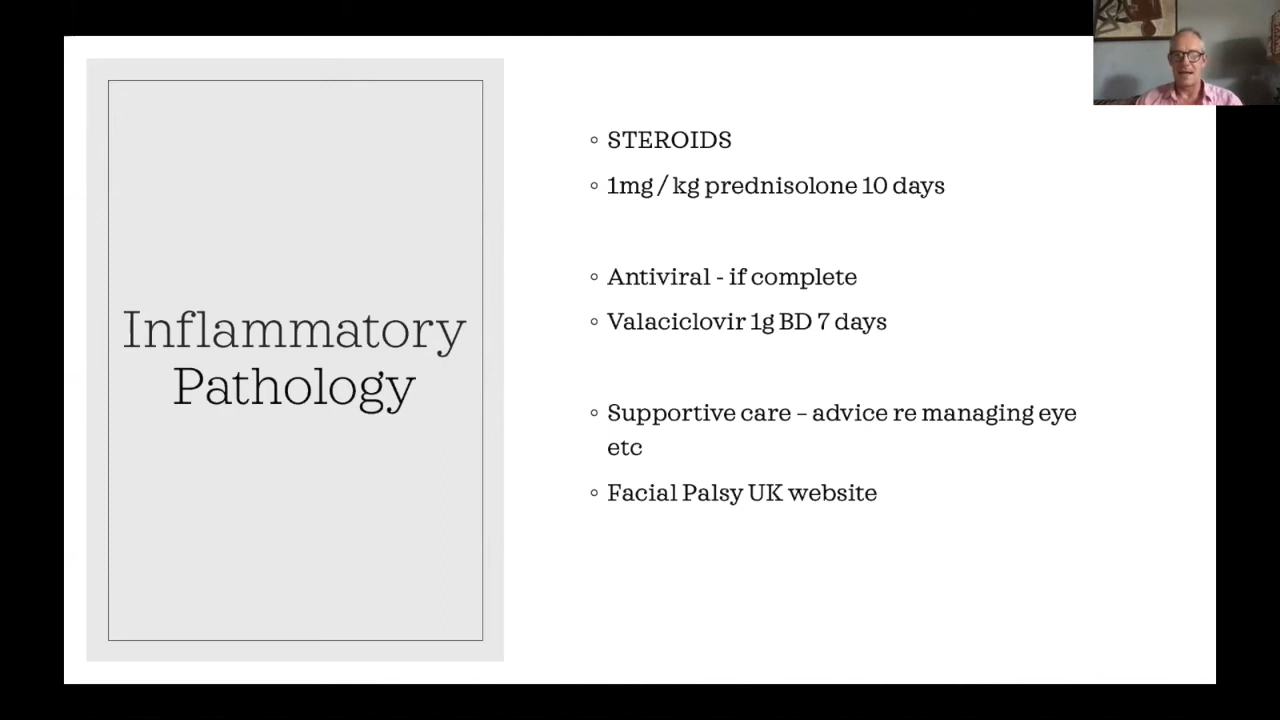 Inflammatory
Pathology
STEROIDS
1mg / kg prednisolone 10 days
Antiviral - if complete
Valaciclovir 1g BD 7 days
Supportive care – advice re managing eye
etc
Facial Palsy UK website